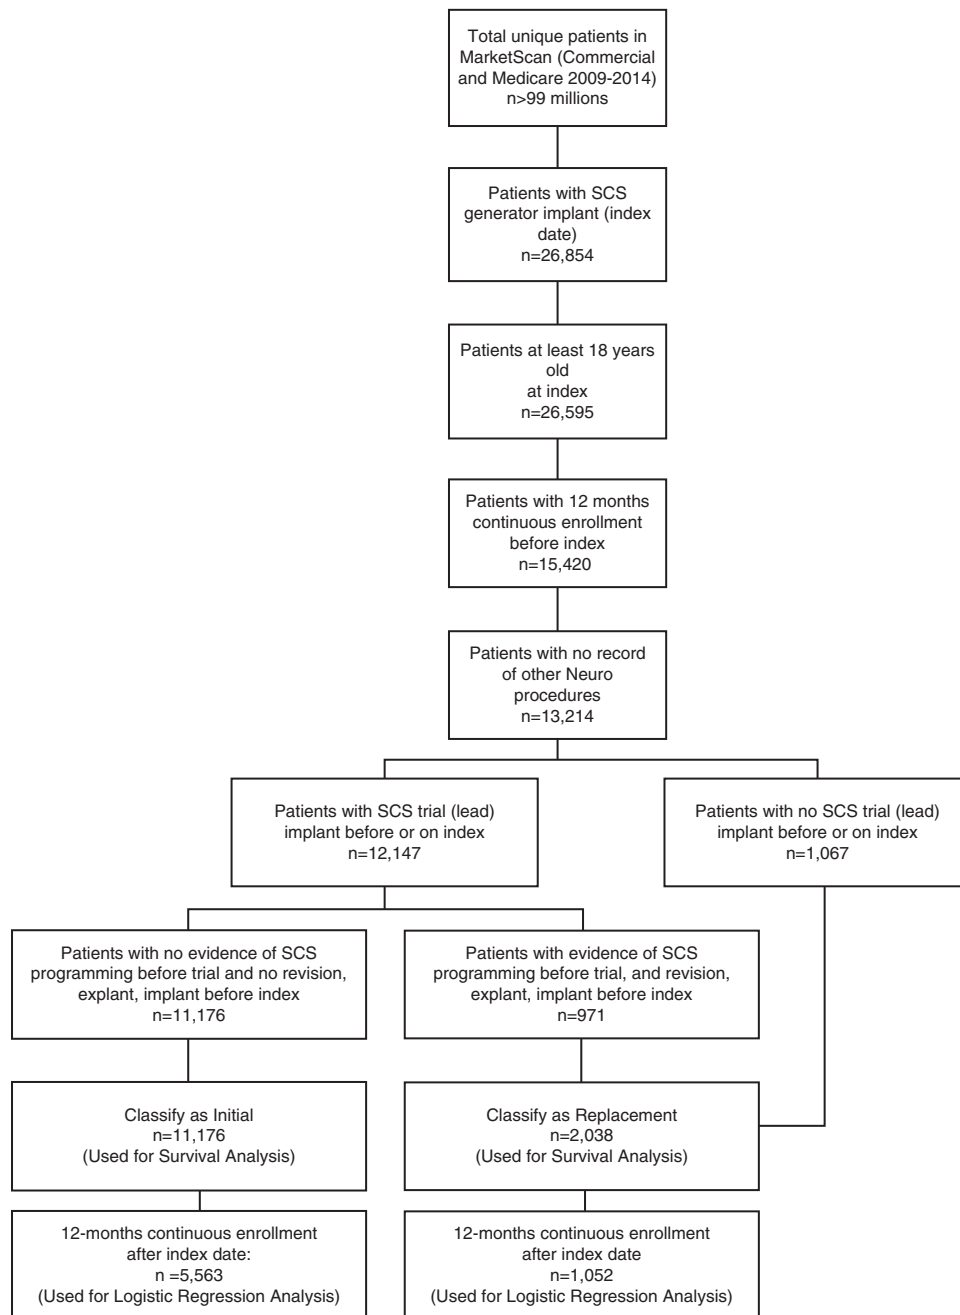 Total unique patients in
MarketScan (Commercial
and Medicare 2009-2014)
n>99 millions
Patients with SCS
generator implant (index
date)
n=26,854
Patients at least 18 years
old
at index
n=26,595
Patients with 12 months
continuous enrollment
before index
n=15,420
Patients with no record
of other Neuro
procedures
n=13,214
Patients with SCS trial (lead)
implant before or on index
n=12,147
Patients with no SCS trial (lead)
implant before or on index
n=1,067
Patients with no evidence of SCS
programming before trial and no revision,
explant, implant before index
n=11,176
Patients with evidence of SCS
programming before trial, and revision,
explant, implant before index
n=971
Classify as Initial
n=11,176
(Used for Survival Analysis)
Classify as Replacement
n=2,038
(Used for Survival Analysis)
12-months continuous enrollment
after index date:
n =5,563
(Used for Logistic Regression Analysis)
12-months continuous enrollment
after index date
n=1,052
(Used for Logistic Regression Analysis)